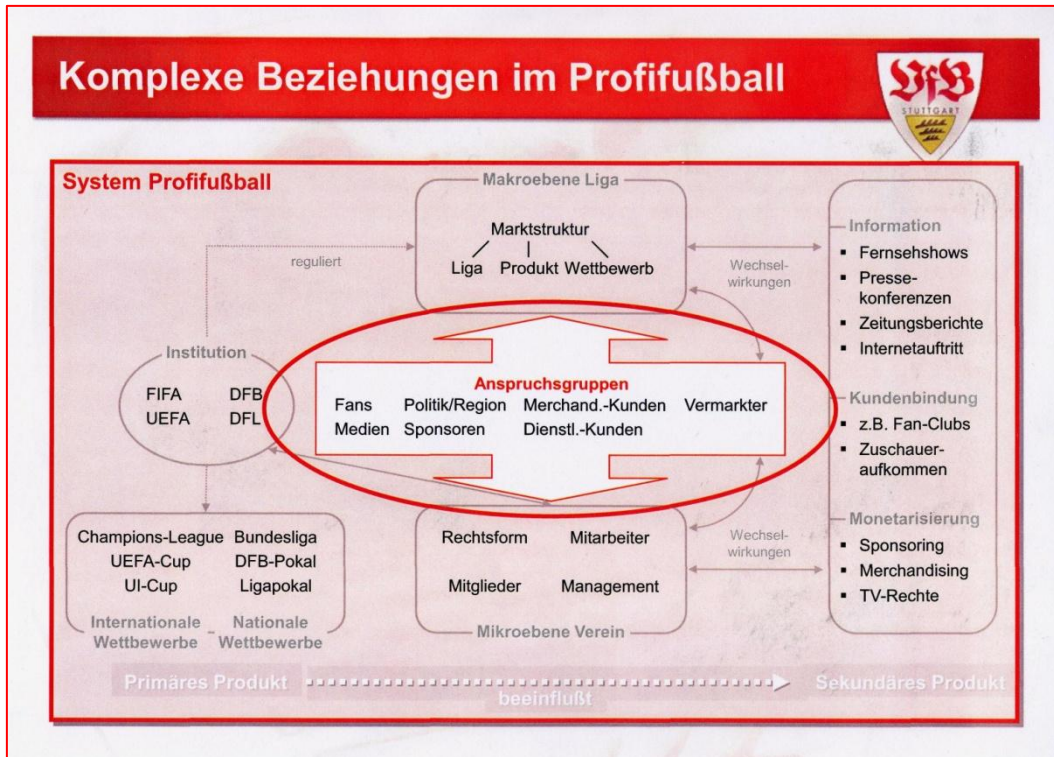 Komplexe Beziehungen im Profifußball
VfB
STUTTGART
System Profifußball
Makroebene Liga
Marktstruktur
Liga Produkt Wettbewerb
reguliert
Wechsel-
wirkungen
Institution
FIFA DFB
UEFA DFL
Anspruchsgruppen
Fans Politik/Region Merchand.-Kunden Vermarkter
Medien Sponsoren Dienstl.-Kunden
Champions-League Bundesliga
UEFA-Cup DFB-Pokal
UI-Cup Ligapokal
Internationale Nationale
Wettbewerbe Wettbewerbe
Rechtsform Mitarbeiter
Mitglieder Management
Mikroebene Verein
Wechsel-
wirkungen
Information
▪ Fernsehshows
▪ Presse-
konferenzen
▪ Zeitungsberichte
▪ Internetauftritt
Kundenbindung
▪ z.B. Fan-Clubs
▪ Zuschauer-
aufkommen
Monetarisierung
▪ Sponsoring
▪ Merchandising
▪ TV-Rechte
Primäres Produkt
beeinflußt
Sekundäres Produkt